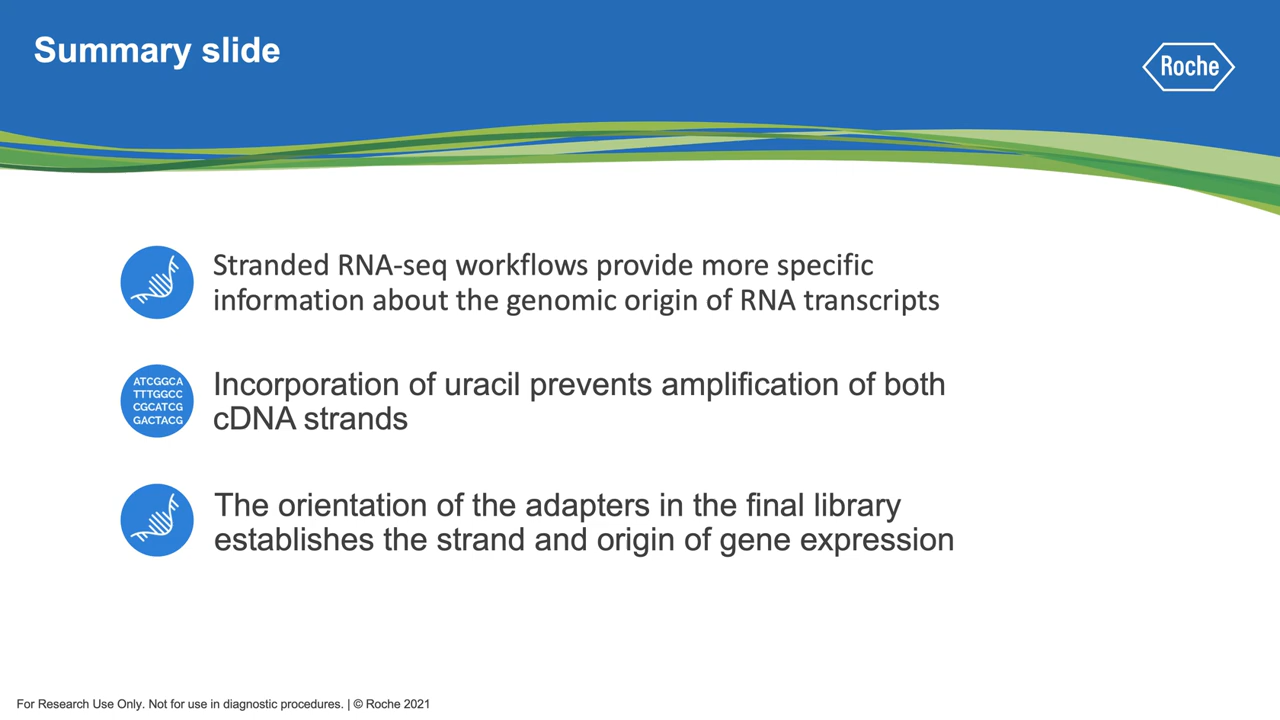 Summary slide
Roche
Stranded RNA-seq workflows provide more specific
information about the genomic origin of RNA transcripts
ATCGGCA
TTTGGCC
CGCATCG
GACTACG
Incorporation of uracil prevents amplification of both
cDNA strands
The orientation of the adapters in the final library
establishes the strand and origin of gene expression
For Research Use Only. Not for use in diagnostic procedures. | © Roche 2021